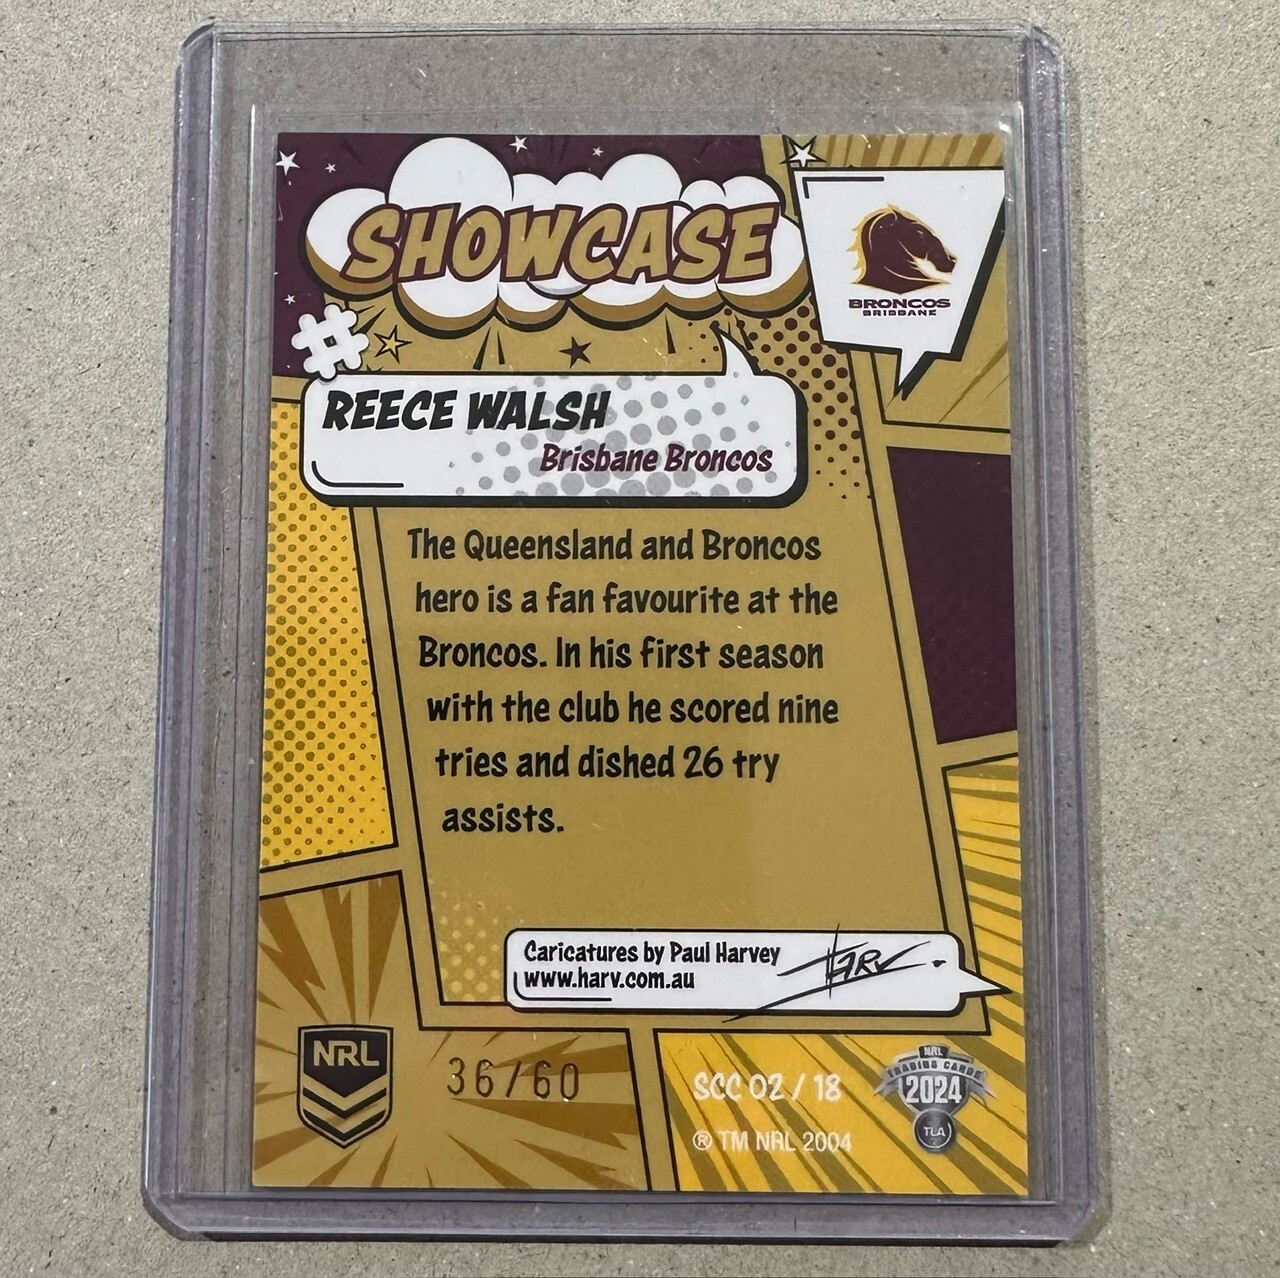 SHOWCASE
BRONCOS
BRISBANE
#
REECE WALSH
Brisbane Broncos
The Queensland and Broncos
hero is a fan favourite at the
Broncos. In his first season
with the club he scored nine
tries and dished 26 try
assists.
Caricatures by Paul Harvey
www.harv.com.au
HARV
NRL
36/60
SCC 02 / 18
® TM NRL 2004
NRL
TRADING CARDS
2024
TLA